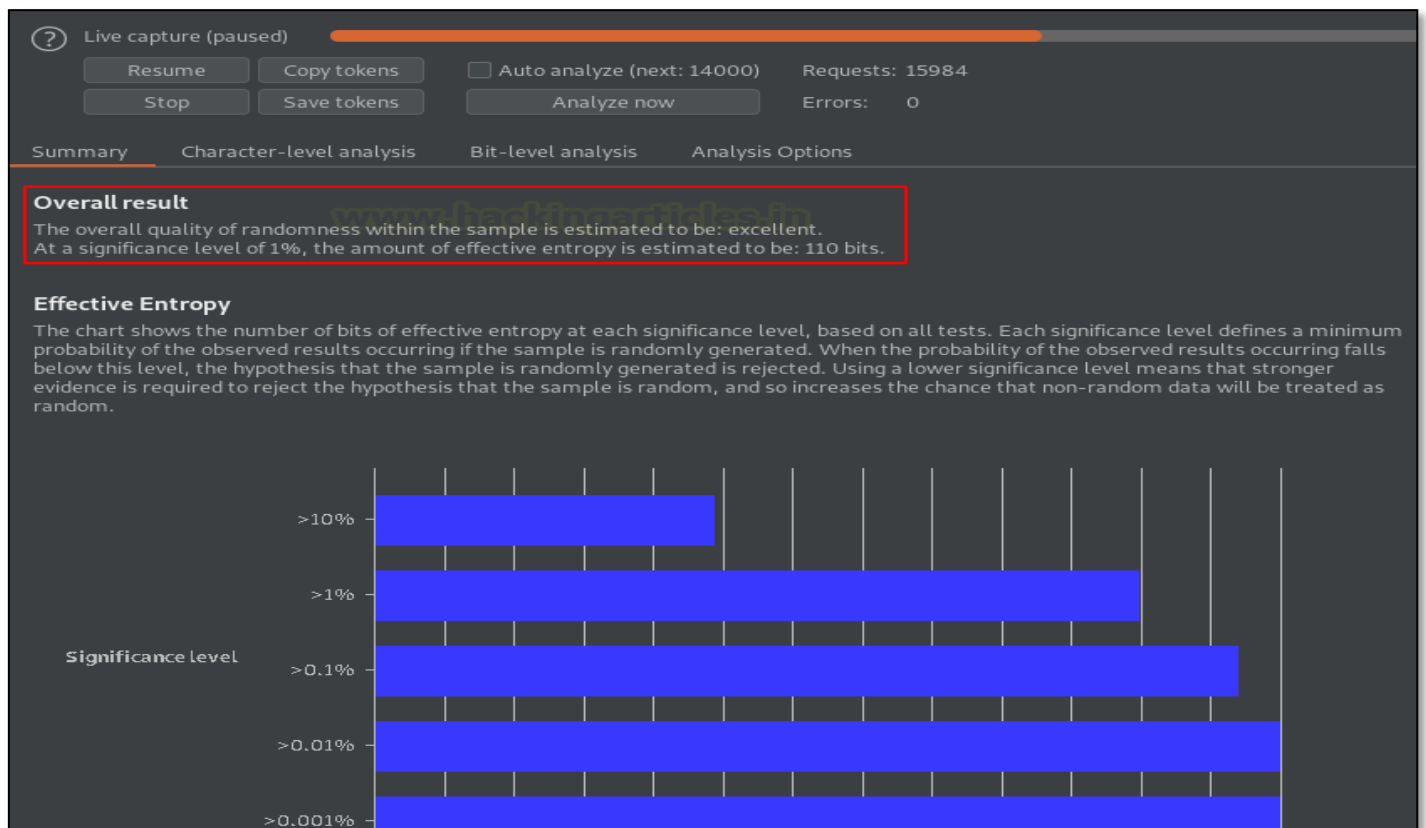 ? Live capture (paused)
Resume Copy tokens Auto analyze (next: 14000) Requests: 15984
Stop Save tokens Analyze now Errors: 0
Summary Character-level analysis Bit-level analysis Analysis Options
Overall result
www.hackingarticles.in
The overall quality of randomness within the sample is estimated to be: excellent.
At a significance level of 1%, the amount of effective entropy is estimated to be: 110 bits.
Effective Entropy
The chart shows the number of bits of effective entropy at each significance level, based on all tests. Each significance level defines a minimum
probability of the observed results occurring if the sample is randomly generated. When the probability of the observed results occurring falls
below this level, the hypothesis that the sample is randomly generated is rejected. Using a lower significance level means that stronger
evidence is required to reject the hypothesis that the sample is random, and so increases the chance that non-random data will be treated as
random.
>10%
>1%
Significance level
>0.1%
>0.01%
>0.001%